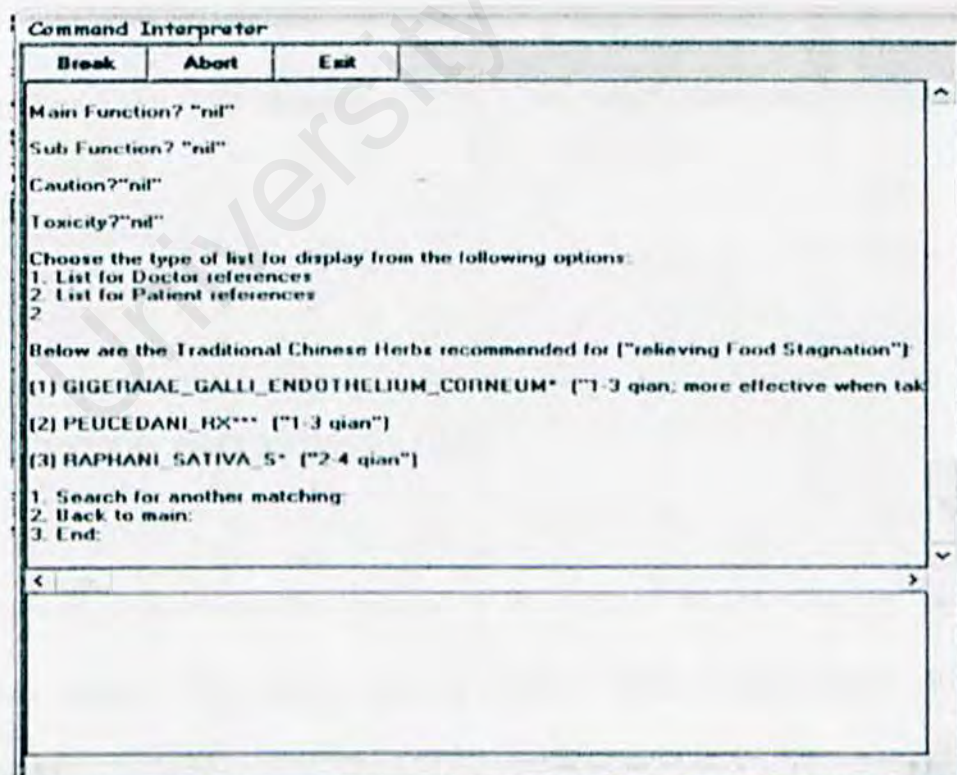 Command Interpreter
Break Abort Exit
Main Function? "nil"
Sub Function? "nil"
Caution?"nil"
Toxicity?"nil"
Choose the type of list for display from the following options:
1. List for Doctor references
2. List for Patient references
2
Below are the Traditional Chinese Herbs recommended for ("relieving Food Stagnation"):
(1) GIGERAIAE_GALLI_ENDOTHELIUM_CORNEUM* ("1-3 qian; more effective when tak
(2) PEUCEDANI_RX*** ("1-3 qian")
(3) RAPHANI_SATIVA_S* ("2-4 qian")
1. Search for another matching:
2. Back to main:
3. End:
University